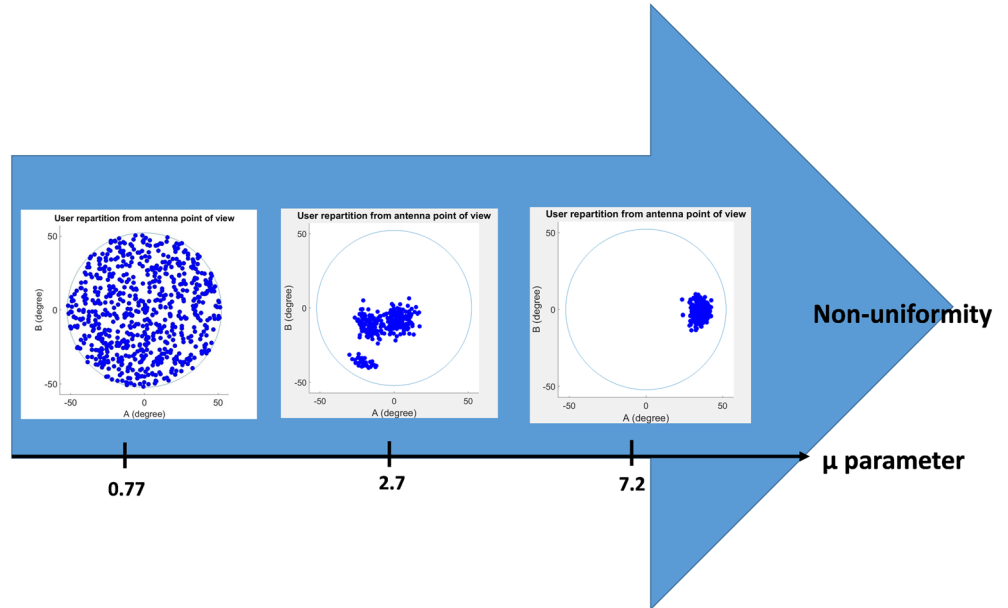 User repartition from antenna point of view
50
0
-50
B (degree)
-50
0
50
A (degree)
User repartition from antenna point of view
50
0
-50
B (degree)
-50
0
50
A (degree)
User repartition from antenna point of view
50
0
-50
B (degree)
-50
0
50
A (degree)
Non-uniformity
µ parameter
0.77
2.7
7.2